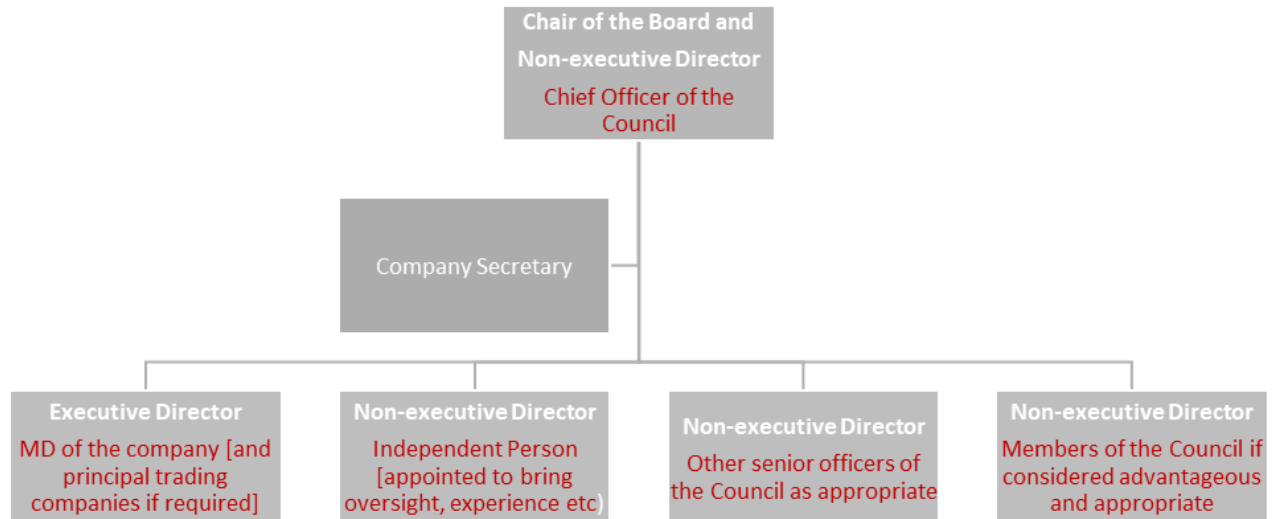 Chair of the Board and
Non-executive Director
Chief Officer of the
Council
Company Secretary
Executive Director
MD of the company [and
principal trading
companies if required]
Non-executive Director
Independent Person
[appointed to bring
oversight, experience etc)
Non-executive Director
Other senior officers of
the Council as appropriate
Non-executive Director
Members of the Council if
considered advantageous
and appropriate